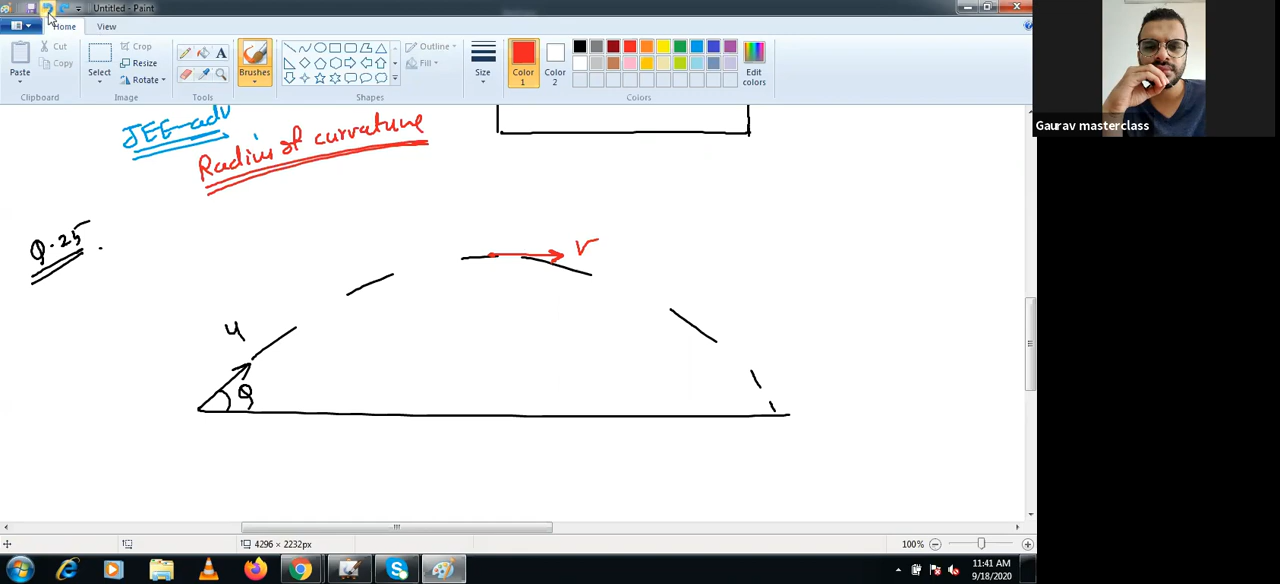 Untitled - Paint
Home
View
Paste
Cut
Copy
Clipboard
Select
Crop
Resize
Rotate
Image
Tools
Brushes
Shapes
Outline
Fill
Size
Color 1
Color 2
Edit colors
Colors
Gaurav masterclass
JEE-adv
Radius of curvature
Q.25
v
u
θ
4296 × 2232px
100%
11:41 AM
9/18/2020